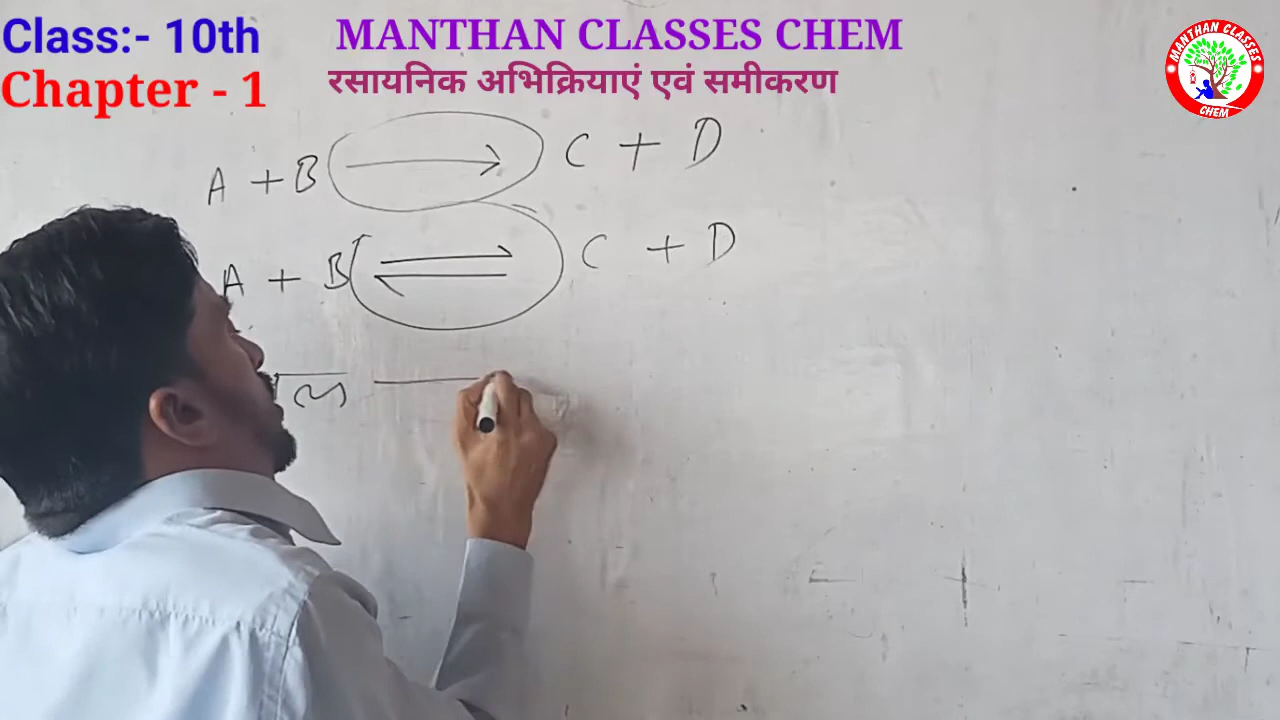 Class:- 10th
MANTHAN CLASSES CHEM
Chapter - 1
रसायनिक अभिक्रियाएं एवं समीकरण
MANTHAN CLASSES
CHEM
A + B → C + D
A + B ⇌ C + D